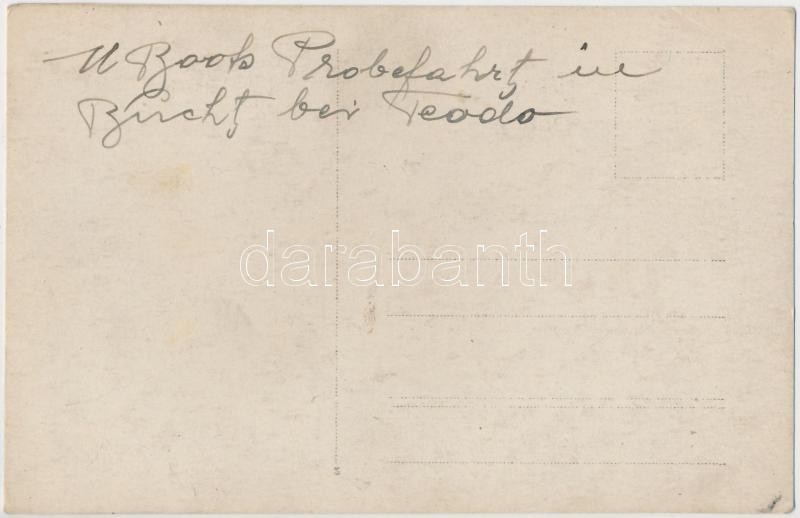 U Boots Probefahrt in
Bucht bei Teodo
darabanth